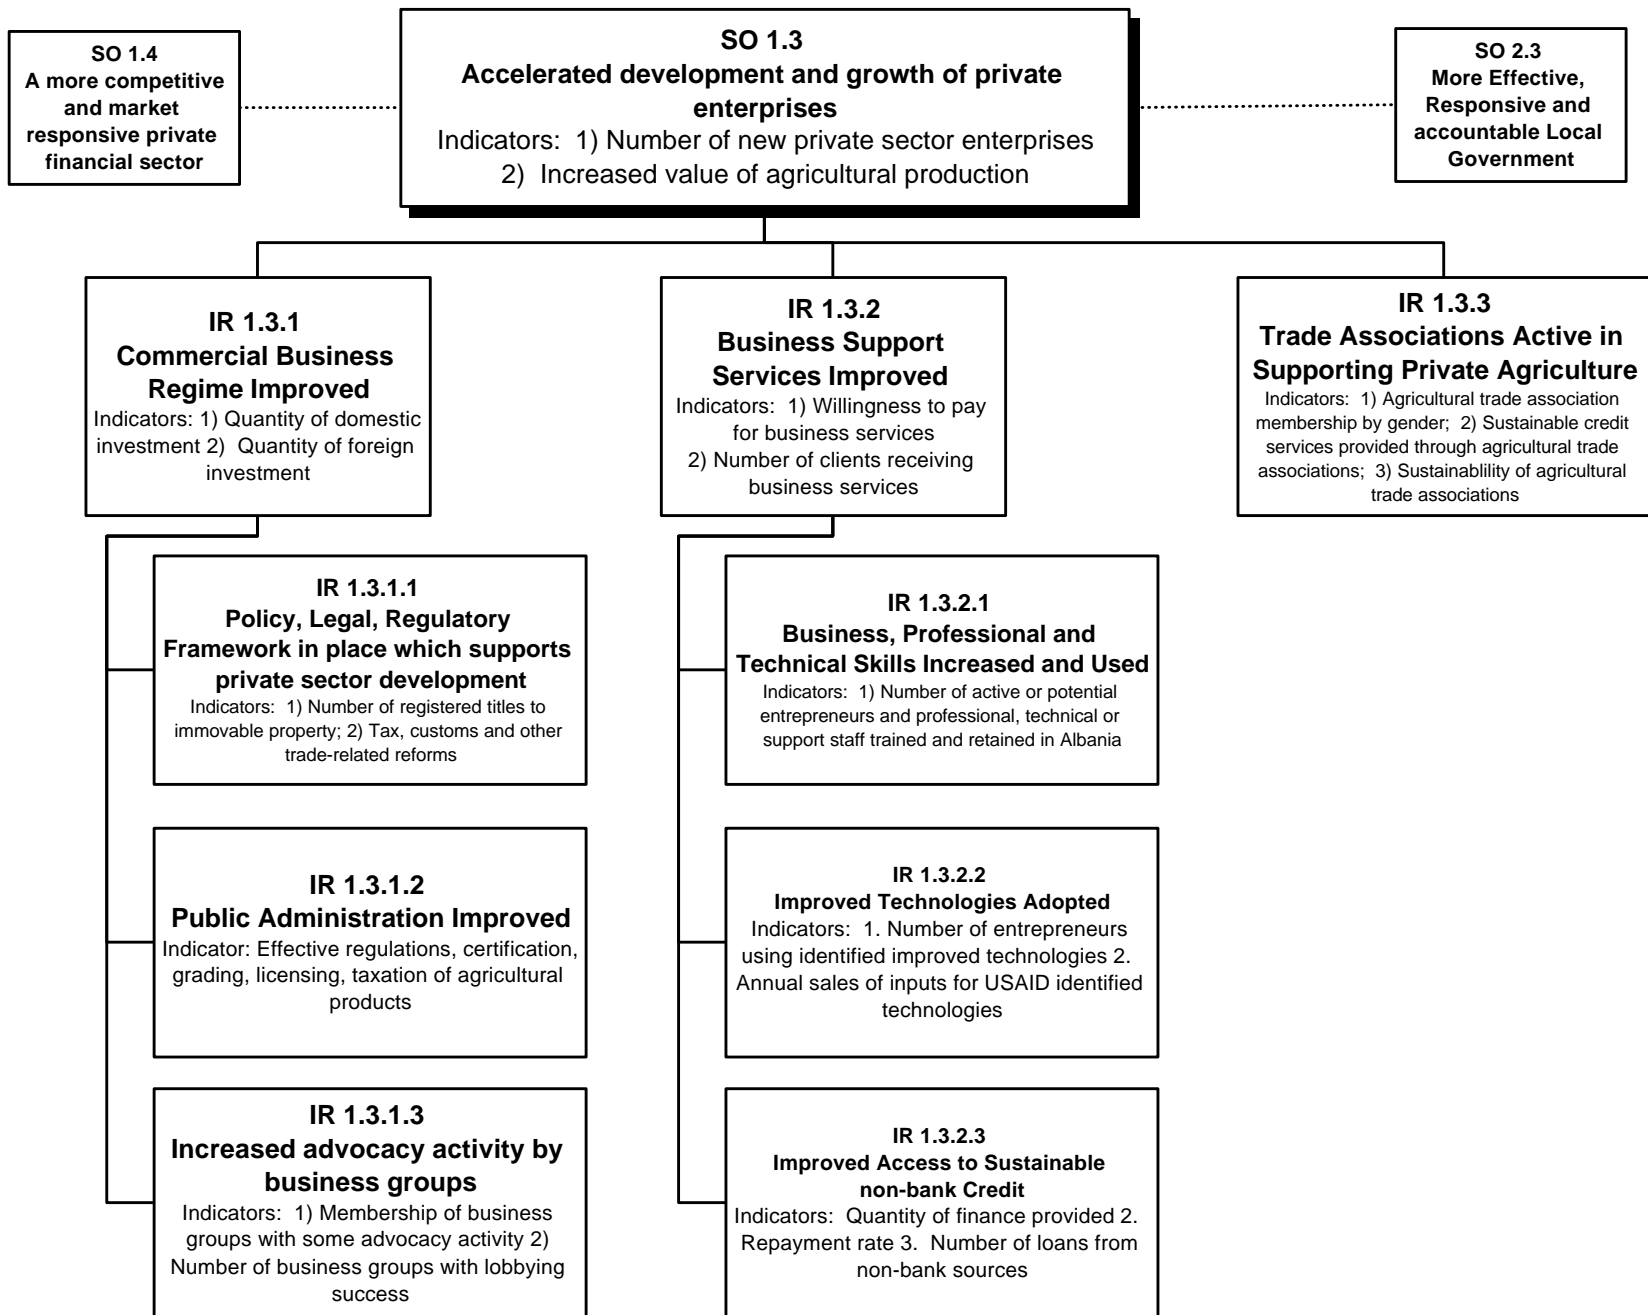 SO 1.4
A more competitive
and market
responsive private
financial sector
SO 1.3
Accelerated development and growth of private
enterprises
Indicators: 1) Number of new private sector enterprises
2) Increased value of agricultural production
SO 2.3
More Effective,
Responsive and
accountable Local
Government
IR 1.3.1
Commercial Business
Regime Improved
Indicators: 1) Quantity of domestic
investment 2) Quantity of foreign
investment
IR 1.3.2
Business Support
Services Improved
Indicators: 1) Willingness to pay
for business services
2) Number of clients receiving
business services
IR 1.3.3
Trade Associations Active in
Supporting Private Agriculture
Indicators: 1) Agricultural trade association
membership by gender; 2) Sustainable credit
services provided through agricultural trade
associations; 3) Sustainablility of agricultural
trade associations
IR 1.3.1.1
Policy, Legal, Regulatory
Framework in place which supports
private sector development
Indicators: 1) Number of registered titles to
immovable property; 2) Tax, customs and other
trade-related reforms
IR 1.3.2.1
Business, Professional and
Technical Skills Increased and Used
Indicators: 1) Number of active or potential
entrepreneurs and professional, technical or
support staff trained and retained in Albania
IR 1.3.1.2
Public Administration Improved
Indicator: Effective regulations, certification,
grading, licensing, taxation of agricultural
products
IR 1.3.2.2
Improved Technologies Adopted
Indicators: 1. Number of entrepreneurs
using identified improved technologies 2.
Annual sales of inputs for USAID identified
technologies
IR 1.3.1.3
Increased advocacy activity by
business groups
Indicators: 1) Membership of business
groups with some advocacy activity 2)
Number of business groups with lobbying
success
IR 1.3.2.3
Improved Access to Sustainable
non-bank Credit
Indicators: Quantity of finance provided 2.
Repayment rate 3. Number of loans from
non-bank sources